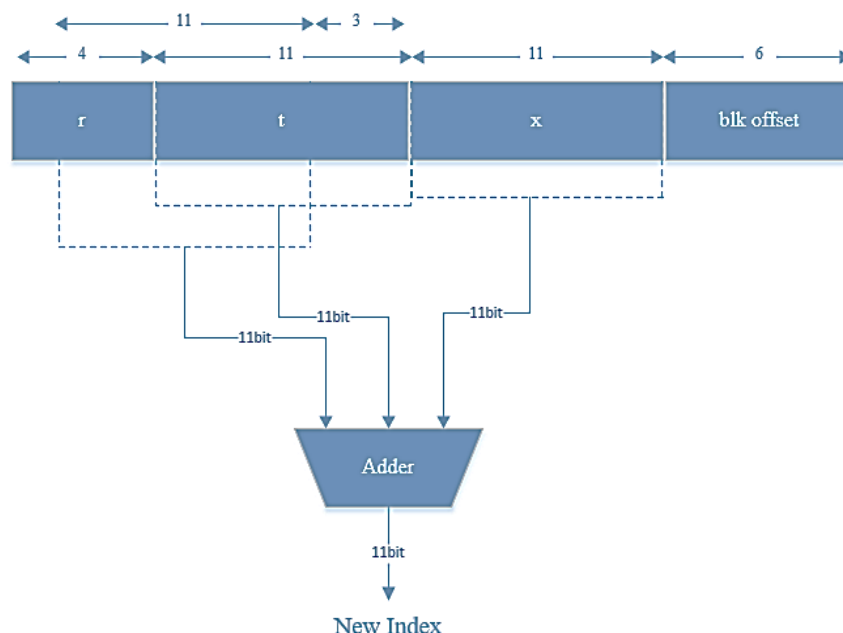 11 3
4 11 11 6
r t x blk offset
11bit 11bit 11bit
Adder
11bit
New Index